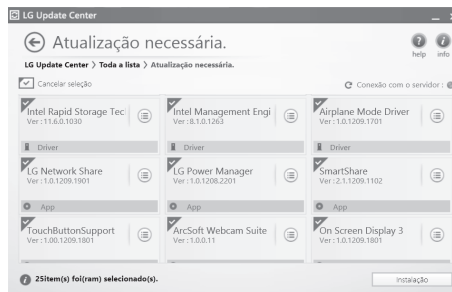 LG Update Center
Atualização necessária.
help
info
LG Update Center > Toda a lista > Atualização necessária.
Cancelar seleção
Conexão com o servidor :
Intel Rapid Storage Tec
Ver : 11.6.0.1030
Driver
Intel Management Engi
Ver : 8.1.0.1263
Driver
Airplane Mode Driver
Ver : 1.0.1209.1701
Driver
LG Network Share
Ver : 1.0.1209.1901
App
LG Power Manager
Ver : 1.0.1208.2201
App
SmartShare
Ver : 2.1.1209.1102
App
TouchButtonSupport
Ver : 1.00.1209.1801
ArcSoft Webcam Suite
Ver : 1.0.0.11
On Screen Display 3
Ver : 1.0.1209.1801
25item(s) foi(ram) selecionado(s).
Instalação